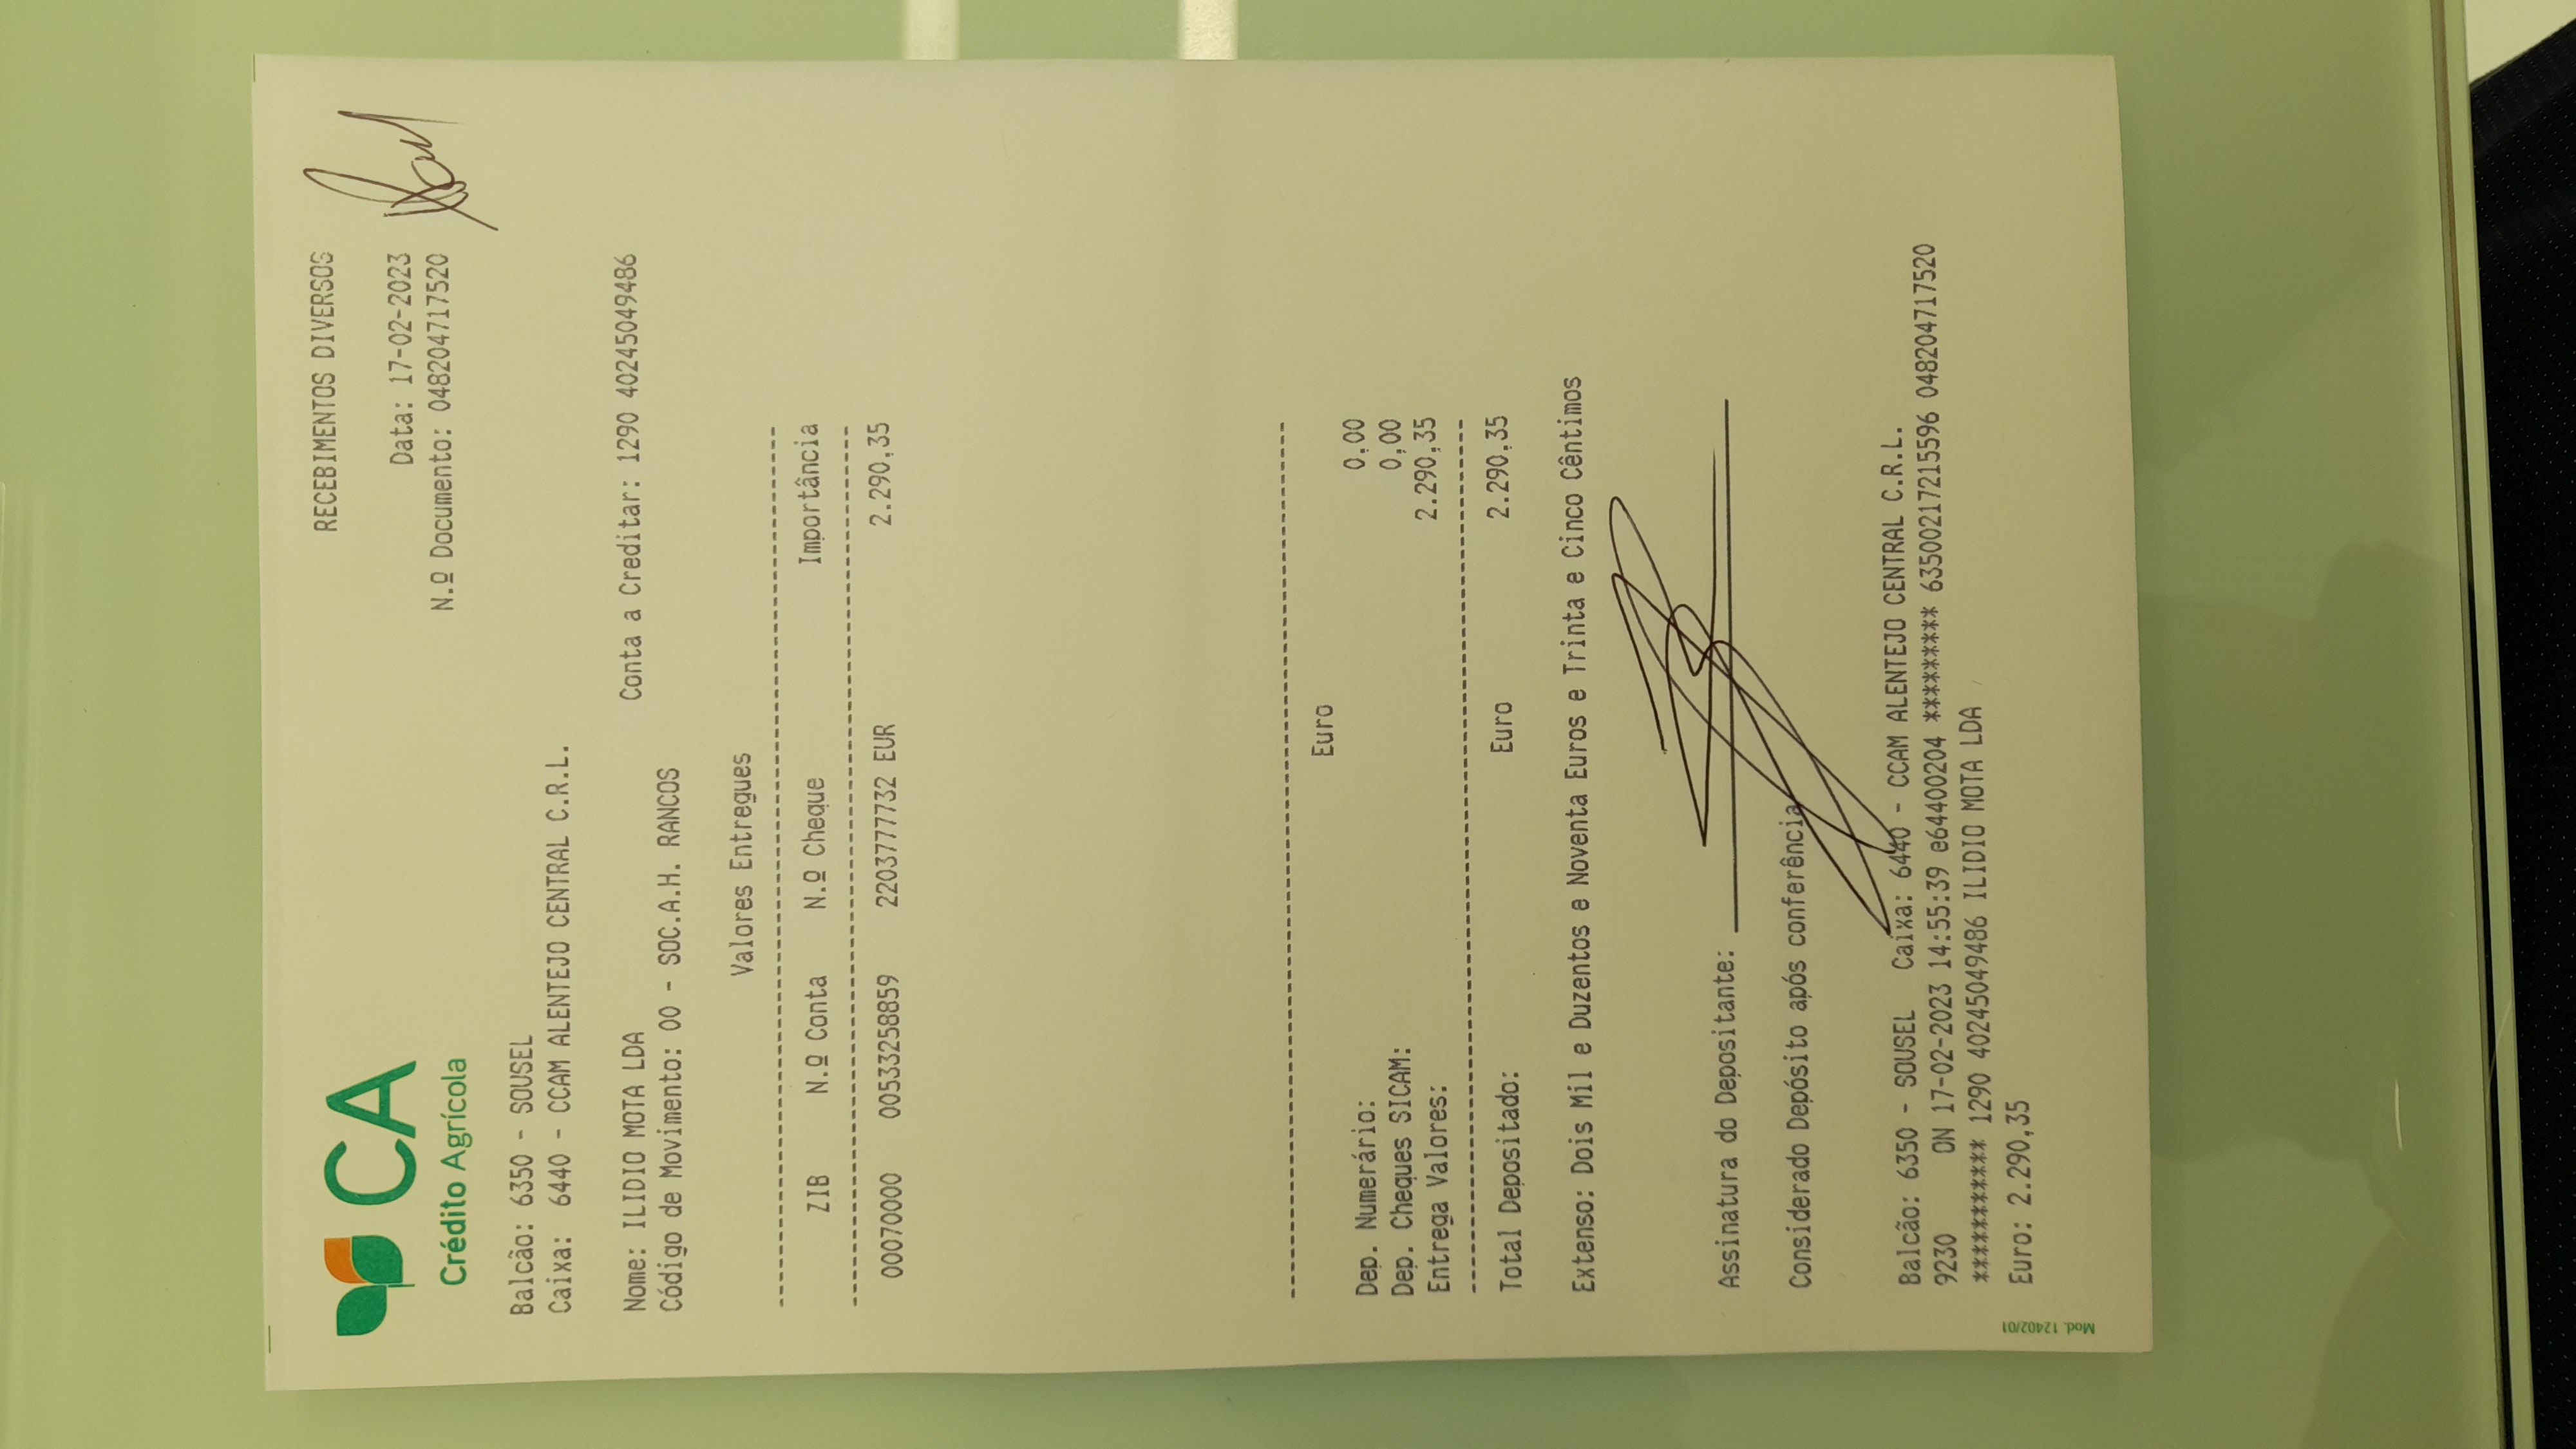 CA
Crédito Agrícola
RECEBIMENTOS DIVERSOS
Data: 17-02-2023
N.º Documento: 048204717520
Balcão: 6350 - SOUSEL
Caixa: 6440 - CCAM ALENTEJO CENTRAL C.R.L.
Nome: ILIDIO MOTA LDA Conta a Creditar: 1290 40245049486
Código de Movimento: 00 - SOC.A.H. RANCOS
Valores Entregues
ZIB N.º Conta N.º Cheque Importância
00070000 00533258859 2203777732 EUR 2.290,35
Euro
Dep. Numerário: 0,00
Dep. Cheques SICAM: 0,00
Entrega Valores: 2.290,35
Total Depositado: Euro 2.290,35
Extenso: Dois Mil e Duzentos e Noventa Euros e Trinta e Cinco Cêntimos
Assinatura do Depositante:
Considerado Depósito após conferência
Balcão: 6350 - SOUSEL Caixa: 6440 - CCAM ALENTEJO CENTRAL C.R.L.
9230 ON 17-02-2023 14:55:39 e6440204 ******** 63500217215596 048204717520
********** 1290 40245049486 ILIDIO MOTA LDA
Euro: 2.290,35
Mod. 12402/01